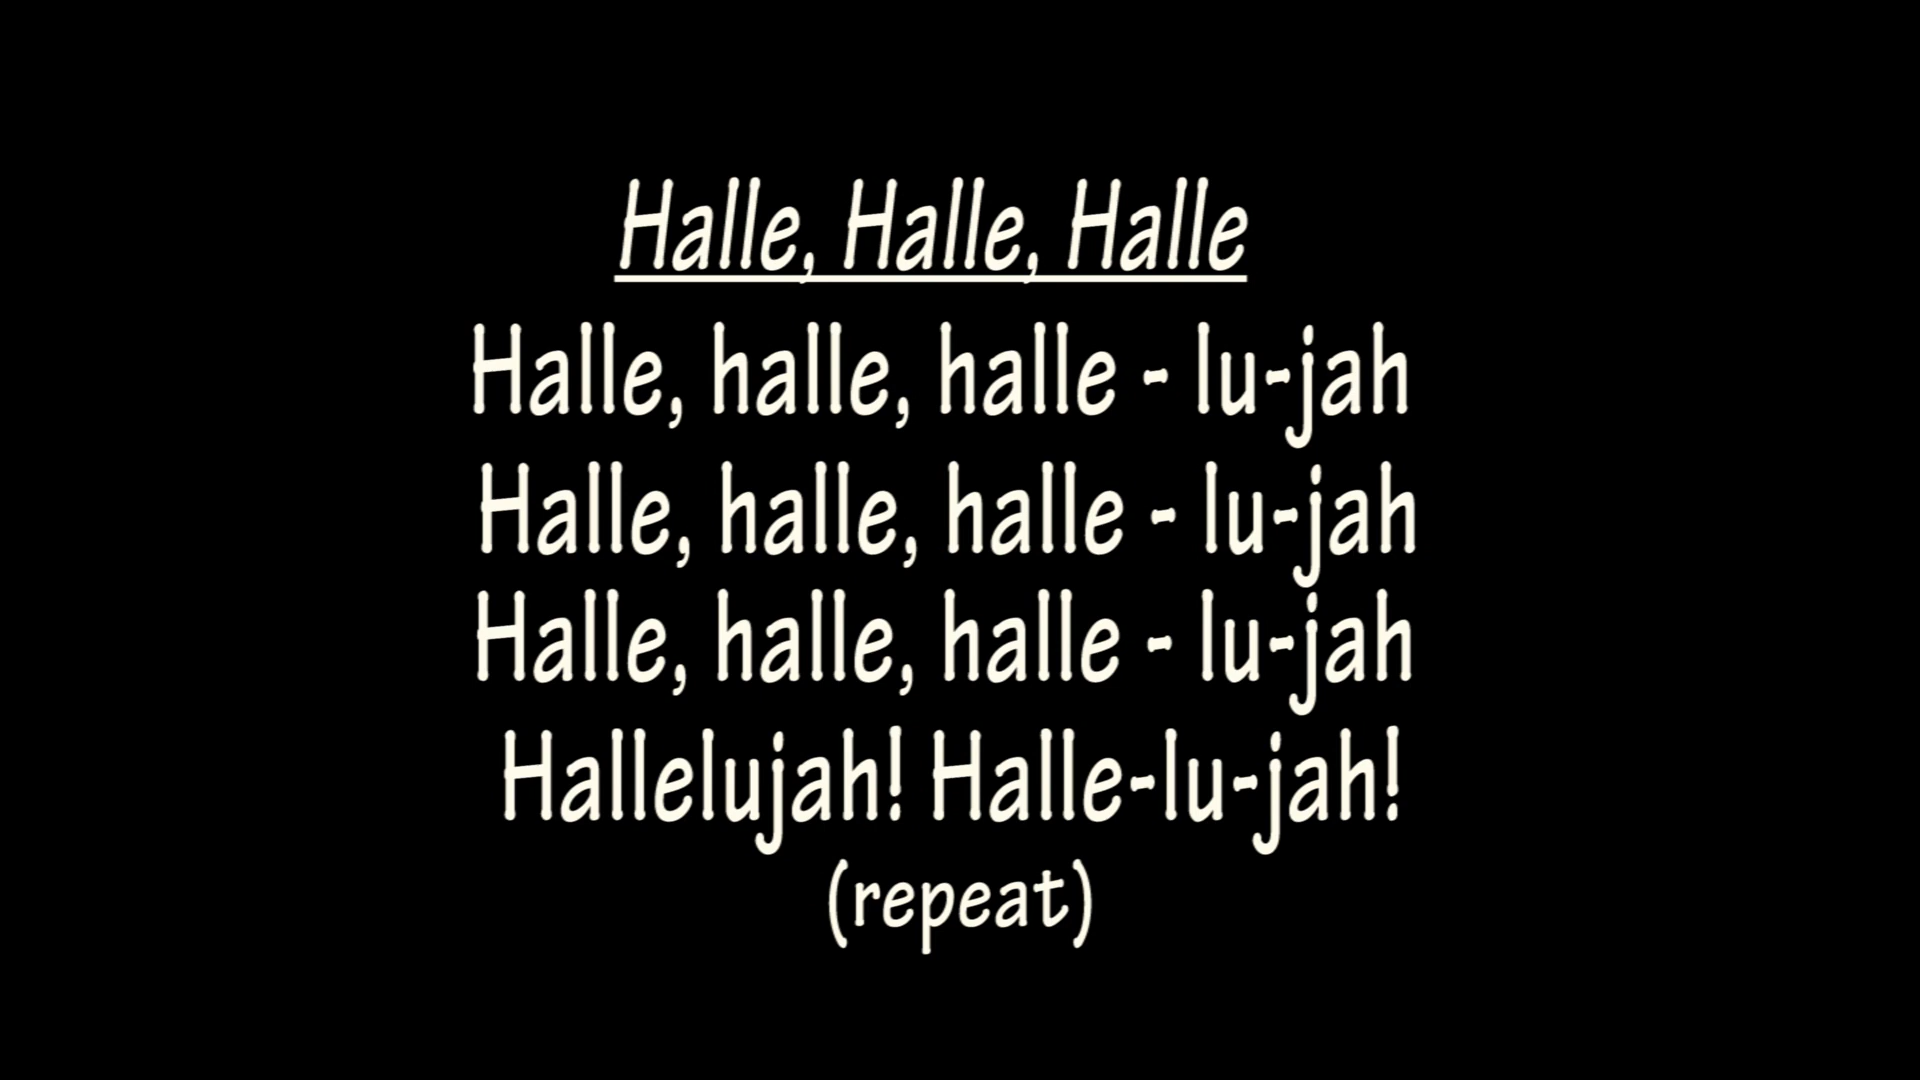 Halle, Halle, Halle
Halle, halle, halle - lu-jah
Halle, halle, halle - lu-jah
Halle, halle, halle - lu-jah
Hallelujah! Halle-lu-jah!
(repeat)